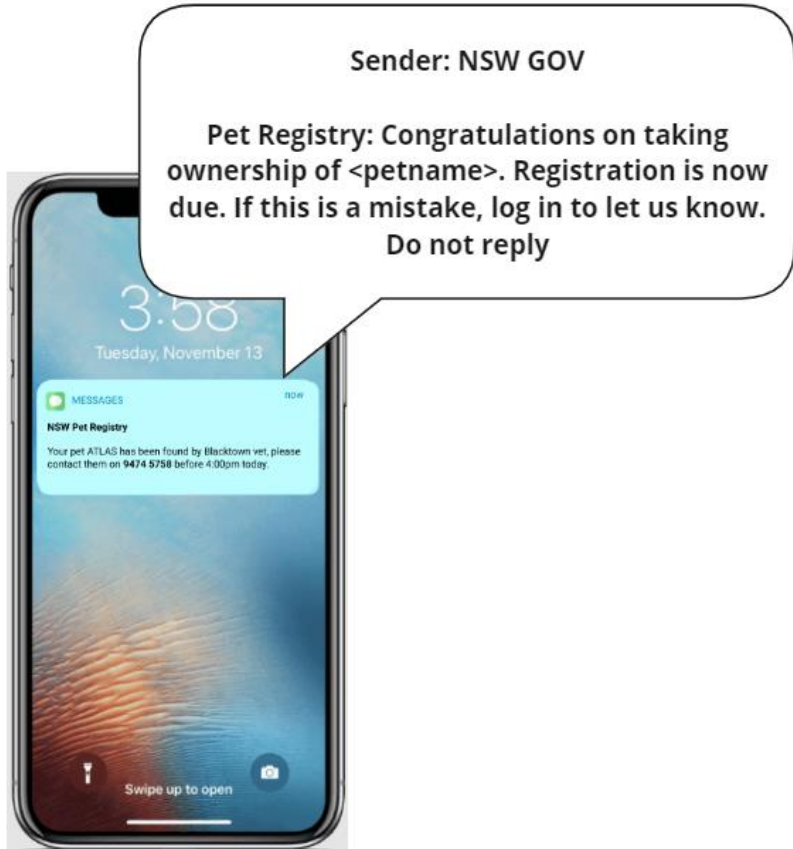 Sender: NSW GOV
Pet Registry: Congratulations on taking
ownership of <petname>. Registration is now
due. If this is a mistake, log in to let us know.
Do not reply
3:58
Tuesday, November 13
MESSAGES
now
NSW Pet Registry
Your pet ATLAS has been found by Blacktown vet, please
contact them on 9474 5758 before 4:00pm today.
Swipe up to open